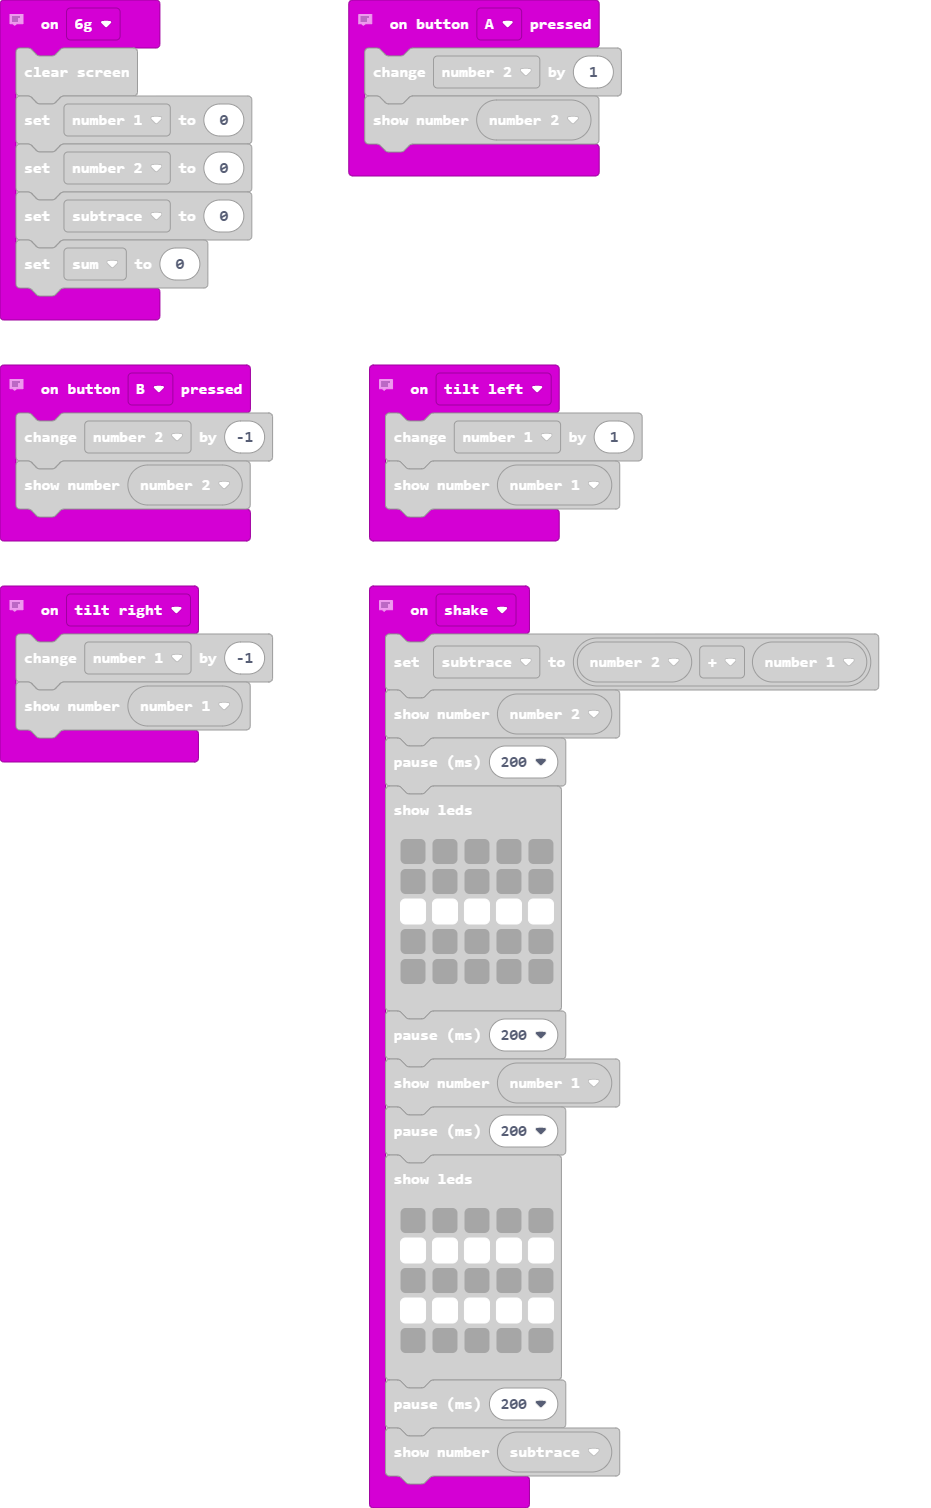 on 6g
clear screen
set number 1 to 0
set number 2 to 0
set subtrace to 0
set sum to 0
on button A pressed
change number 2 by 1
show number number 2
on button B pressed
change number 2 by -1
show number number 2
on tilt left
change number 1 by 1
show number number 1
on tilt right
change number 1 by -1
show number number 1
on shake
set subtrace to number 2 + number 1
show number number 2
pause (ms) 200
show leds
pause (ms) 200
show number number 1
pause (ms) 200
show leds
pause (ms) 200
show number subtrace